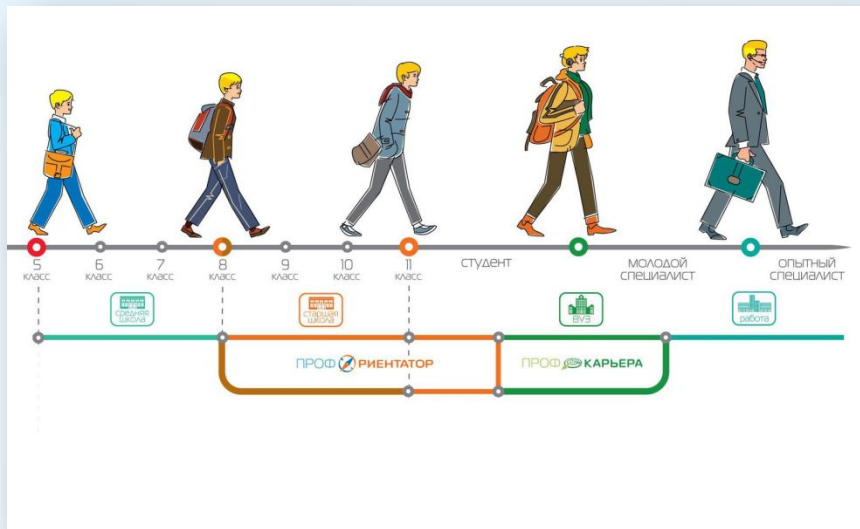 5
класс
6
класс
7
класс
8
класс
9
класс
10
класс
11
класс
студент
молодой
специалист
опытный
специалист
средняя
школа
старшая
школа
ВУЗ
работа
ПРОФ РИЕНТАТОР
ПРОФ КАРЬЕРА